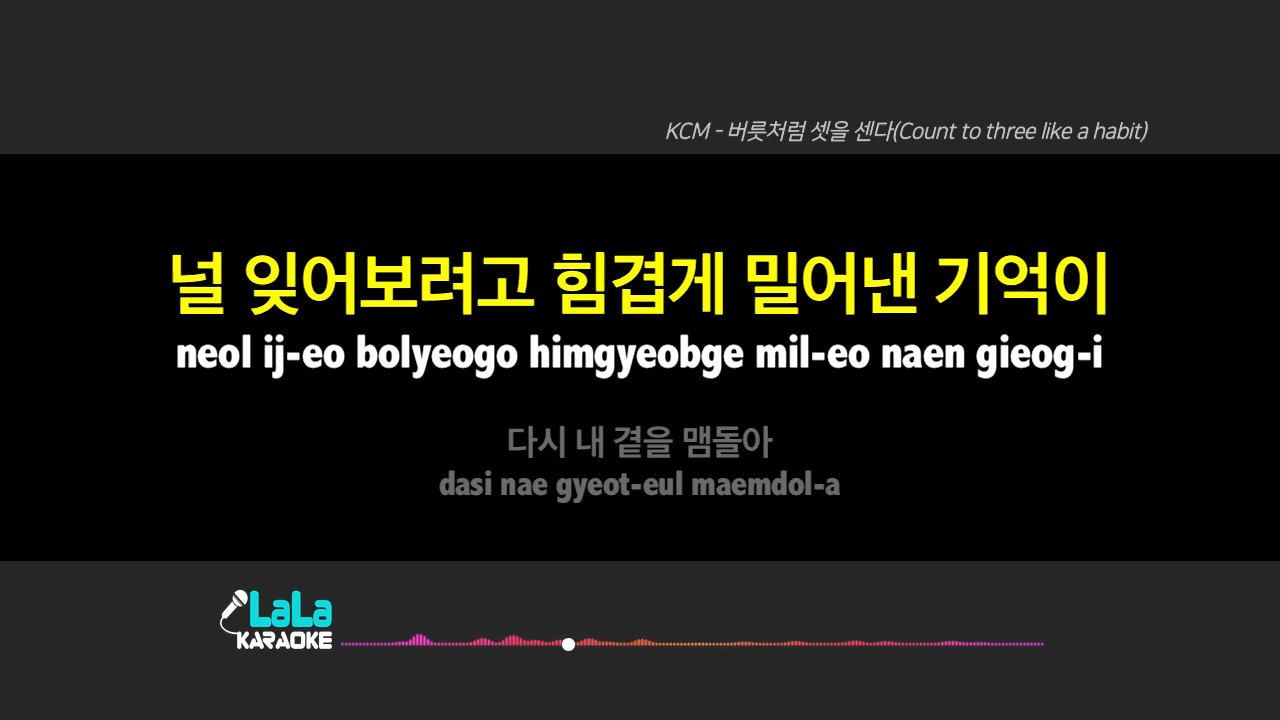 KCM - 버릇처럼 셋을 센다(Count to three like a habit)
널 잊어보려고 힘겹게 밀어낸 기억이
neol ij-eo bolyeogo himgyeobge mil-eo naen gieog-i
다시 내 곁을 맴돌아
dasi nae gyeot-eul maemdol-a
LaLa
KARAOKE